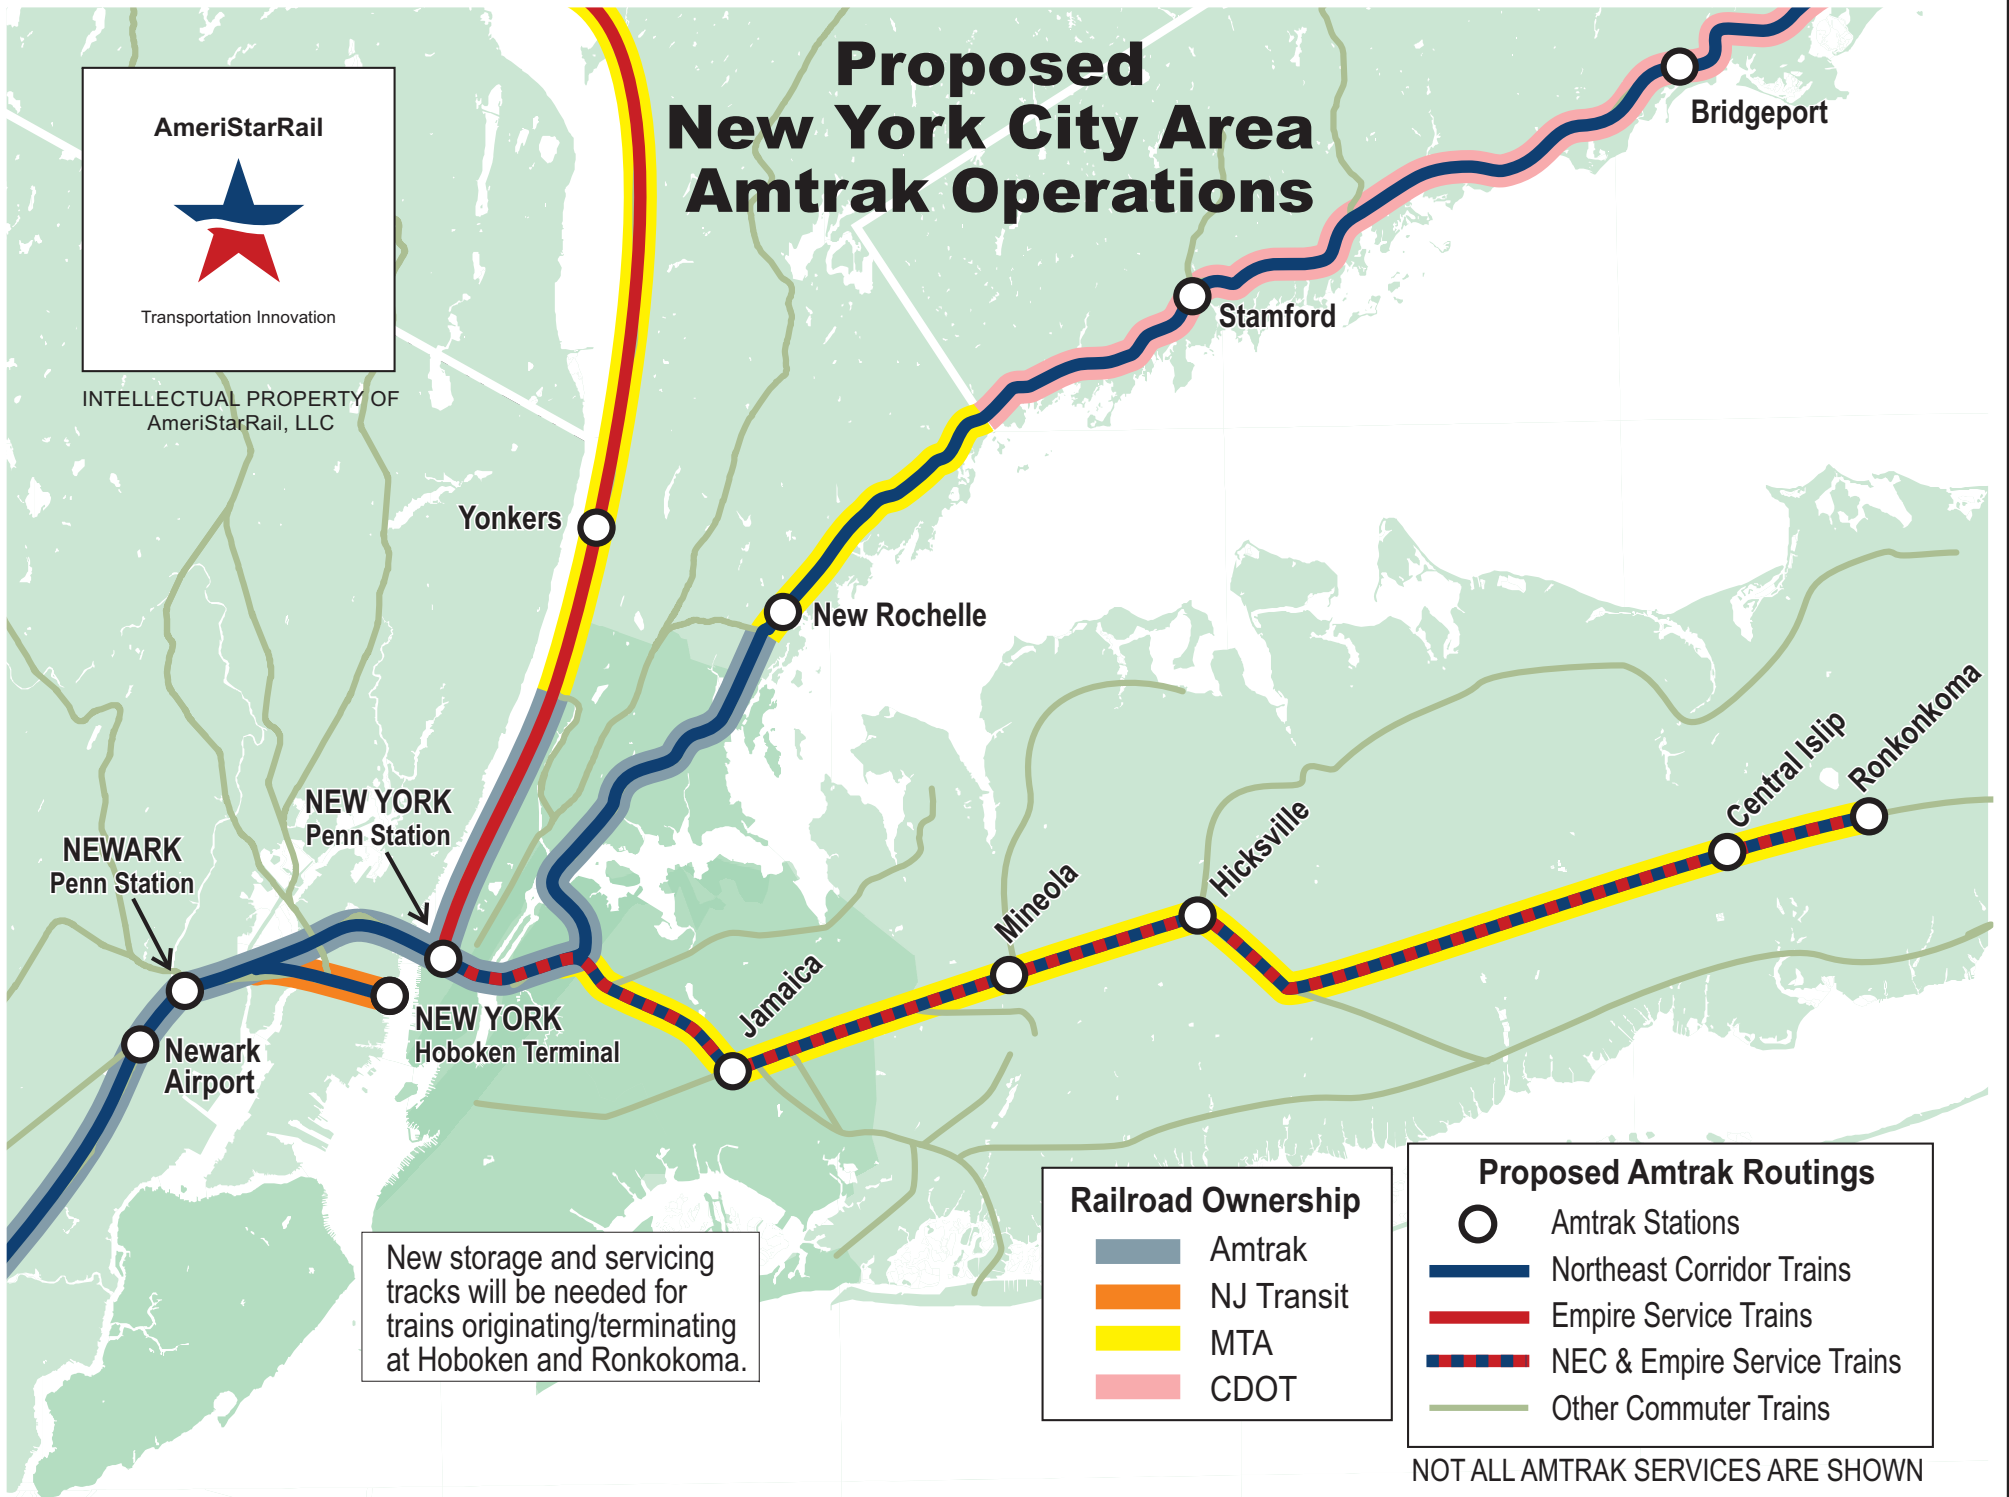 Proposed
New York City Area
Amtrak Operations
AmeriStarRail
Transportation Innovation
INTELLECTUAL PROPERTY OF
AmeriStarRail, LLC
Bridgeport
Stamford
Yonkers
New Rochelle
NEW YORK
Penn Station
NEWARK
Penn Station
Newark
Airport
NEW YORK
Hoboken Terminal
Jamaica
Mineola
Hicksville
Central Islip
Ronkonkoma
New storage and servicing
tracks will be needed for
trains originating/terminating
at Hoboken and Ronkokoma.
Railroad Ownership
Amtrak
NJ Transit
MTA
CDOT
Proposed Amtrak Routings
Amtrak Stations
Northeast Corridor Trains
Empire Service Trains
NEC & Empire Service Trains
Other Commuter Trains
NOT ALL AMTRAK SERVICES ARE SHOWN